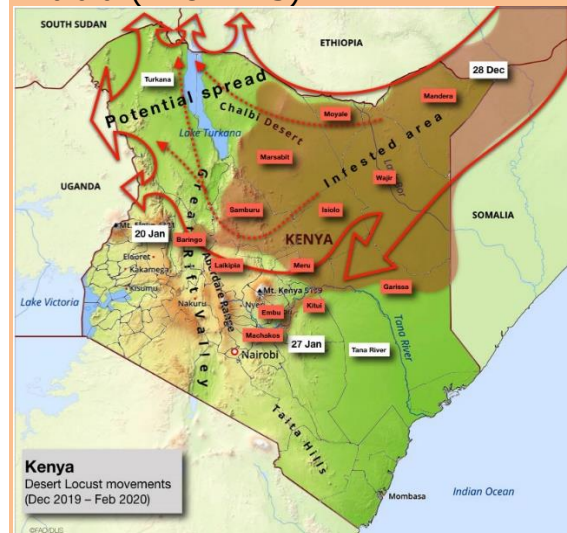 SOUTH SUDAN
ETHIOPIA
28 Dec
Turkana
Potential spread
Mandera
Moyale
Chalbi Desert
Lake Turkana
Infested area
Marsabit
Wajir
UGANDA
Great Rift Valley
Samburu
Isiolo
SOMALIA
20 Jan
Baringo
KENYA
Eldoret
Laikipia
Meru
Kakamega
Aberdare Range
Garissa
Kisumu
Mt. Kenya 5199
Lake Victoria
Nakuru
Embu
Kitui
Machakos
27 Jan
Tana River
Tana River
Nairobi
Taita Hills
Kenya
Desert Locust movements
(Dec 2019 – Feb 2020)
Mombasa
Indian Ocean